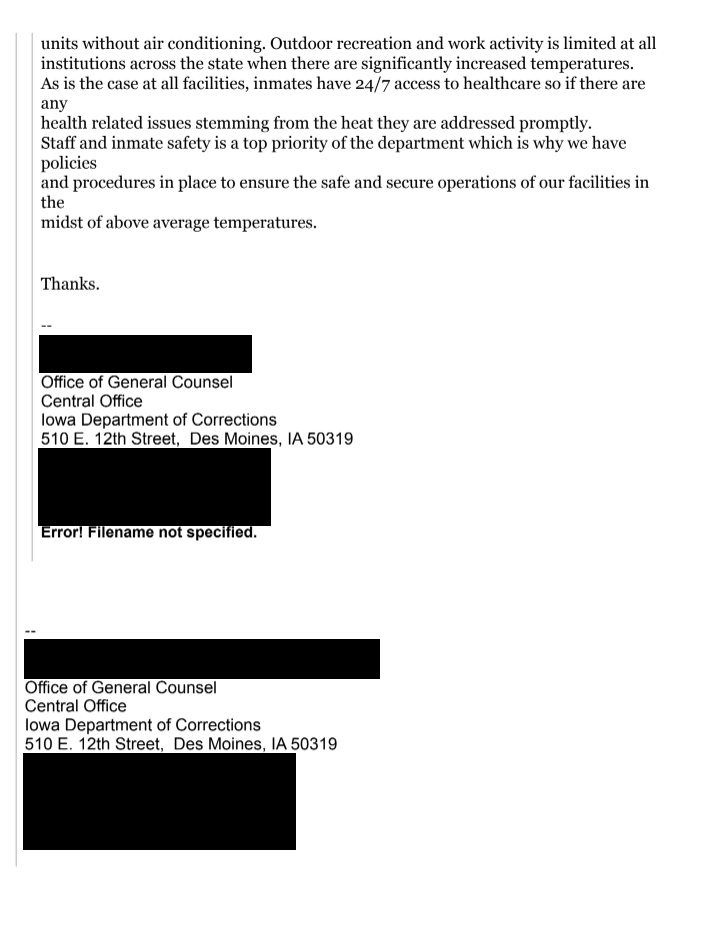 units without air conditioning. Outdoor recreation and work activity is limited at all
institutions across the state when there are significantly increased temperatures.
As is the case at all facilities, inmates have 24/7 access to healthcare so if there are
any
health related issues stemming from the heat they are addressed promptly.
Staff and inmate safety is a top priority of the department which is why we have
policies
and procedures in place to ensure the safe and secure operations of our facilities in
the
midst of above average temperatures.
Thanks.
--
Office of General Counsel
Central Office
Iowa Department of Corrections
510 E. 12th Street,  Des Moines, IA 50319
Error! Filename not specified.
--
Office of General Counsel
Central Office
Iowa Department of Corrections
510 E. 12th Street,  Des Moines, IA 50319